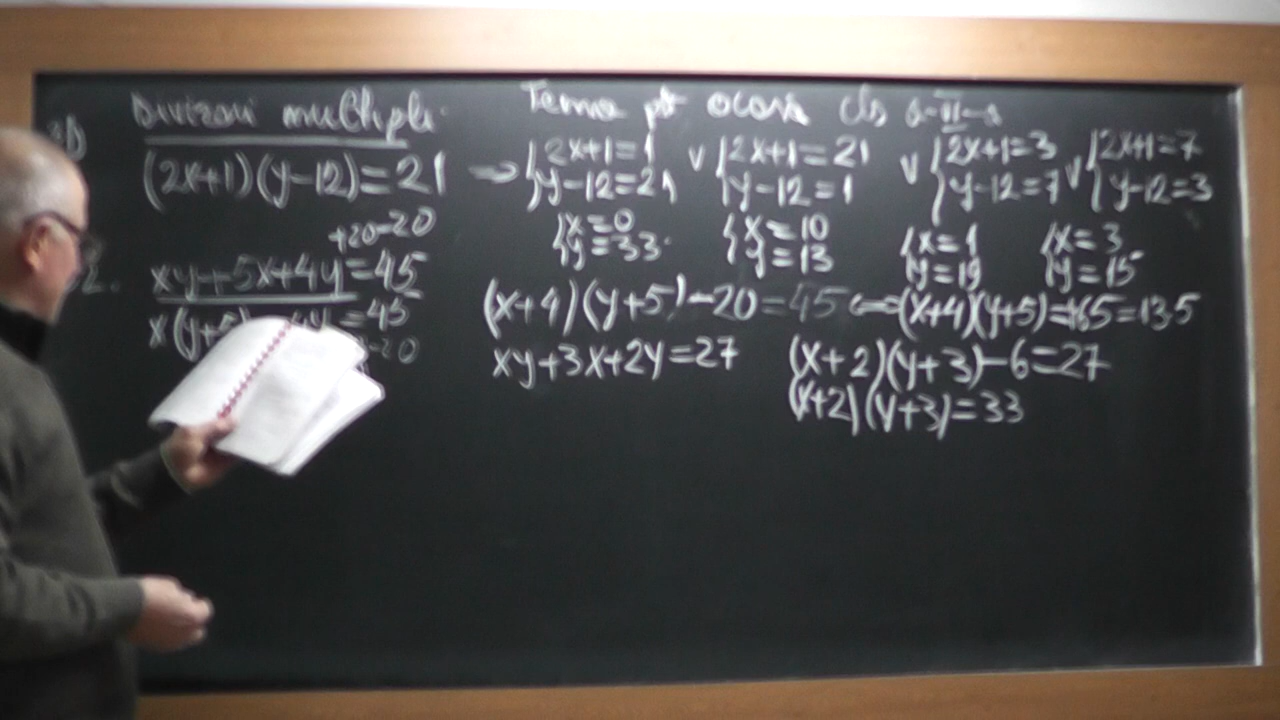 Divizori multipli. Tema pt ora cls a-VI-a
(2x+1)(y-12)=21 => {2x+1=1 y-12=21 v {2x+1=21 y-12=1 v {2x+1=3 y-12=7 v {2x+1=7 y-12=3
{x=0 y=33. {x=10 y=13 {x=1 y=19 {x=3 y=15
+20-20
2. xy+5x+4y=45
(x+4)(y+5)-20=45 <=> (x+4)(y+5)=65=13·5
x(y+5) 4y=45
-20
xy+3x+2y=27 (x+2)(y+3)-6=27
(x+2)(y+3)=33